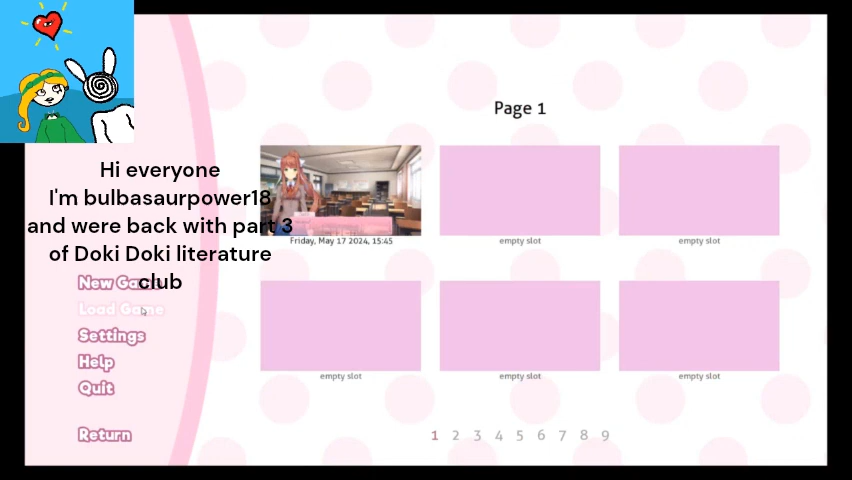 Page 1
Hi everyone
I'm bulbasaurpower18
and were back with part 3
of Doki Doki literature
club
Friday, May 17 2024, 15:45
empty slot
empty slot
New Game
Load Game
Settings
Help
Quit
empty slot
empty slot
empty slot
Return
1 2 3 4 5 6 7 8 9